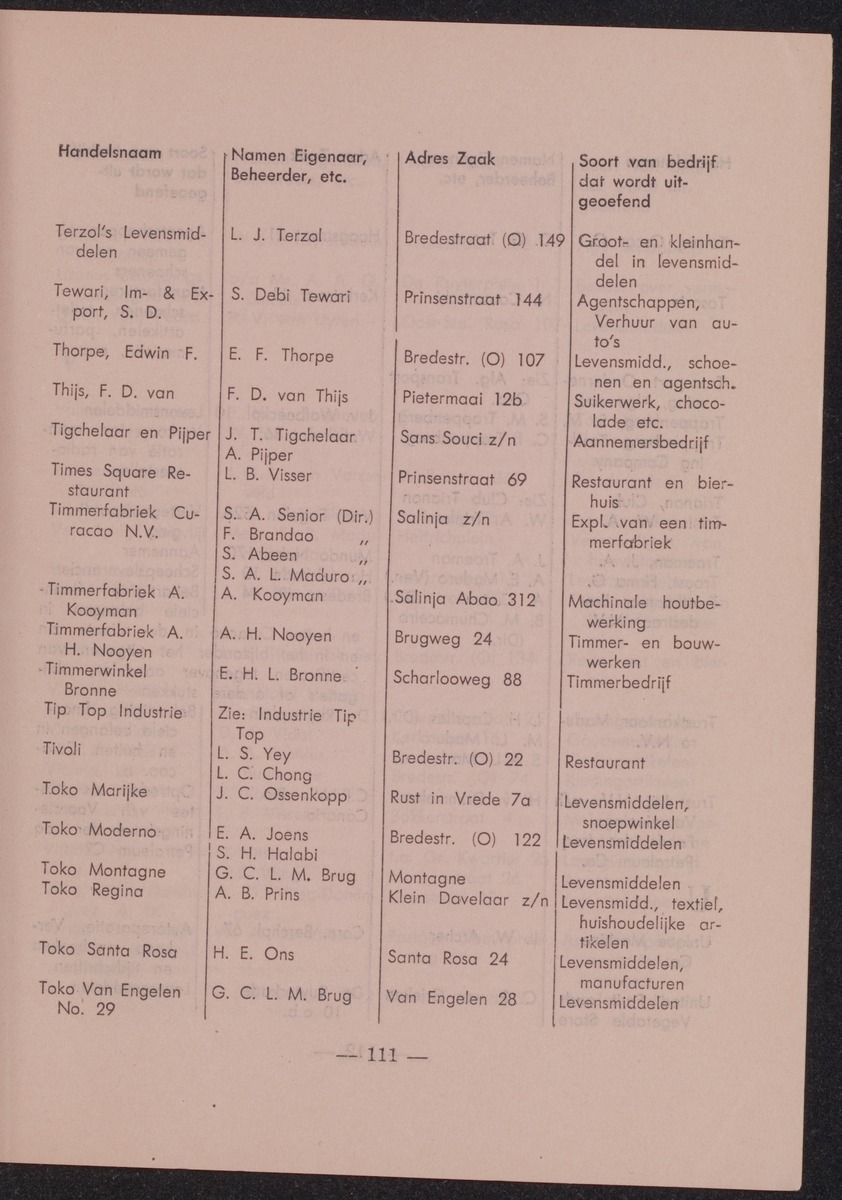 Handelsnaam
Namen Eigenaar,
Beheerder, etc.
Adres Zaak
Soort van bedrijf
dat wordt uit-
geoefend
Terzol's Levensmid-
delen
L. J. Terzol
Bredestraat (O) 149
Groot- en kleinhan-
del in levensmid-
delen
Tewari, Im- & Ex-
port, S. D.
S. Debi Tewari
Prinsenstraat 144
Agentschappen,
Verhuur van au-
to's
Thorpe, Edwin F.
E. F. Thorpe
Bredestr. (O) 107
Levensmidd., schoe-
nen en agentsch.
Thijs, F. D. van
F. D. van Thijs
Pietermaai 12b
Suikerwerk, choco-
lade etc.
Tigchelaar en Pijper
J. T. Tigchelaar
A. Pijper
Sans Souci z/n
Aannemersbedrijf
Times Square Re-
staurant
L. B. Visser
Prinsenstraat 69
Restaurant en bier-
huis
Timmerfabriek Cu-
racao N.V.
S. A. Senior (Dir.)
F. Brandao „
S. Abeen „
S. A. L. Maduro „
Salinja z/n
Expl. van een tim-
merfabriek
Timmerfabriek A.
Kooyman
A. Kooyman
Salinja Abao 312
Machinale houtbe-
werking
Timmerfabriek A.
H. Nooyen
A. H. Nooyen
Brugweg 24
Timmer- en bouw-
werken
Timmerwinkel
Bronne
E. H. L. Bronne
Scharlooweg 88
Timmerbedrijf
Tip Top Industrie
Zie: Industrie Tip
Top
Tivoli
L. S. Yey
L. C. Chong
Bredestr. (O) 22
Restaurant
Toko Marijke
J. C. Ossenkopp
Rust in Vrede 7a
Levensmiddelen,
snoepwinkel
Toko Moderno
E. A. Joens
S. H. Halabi
Bredestr. (O) 122
Levensmiddelen
Toko Montagne
G. C. L. M. Brug
Montagne
Levensmiddelen
Toko Regina
A. B. Prins
Klein Davelaar z/n
Levensmidd., textiel,
huishoudelijke ar-
tikelen
Toko Santa Rosa
H. E. Ons
Santa Rosa 24
Levensmiddelen,
manufacturen
Toko Van Engelen
No. 29
G. C. L. M. Brug
Van Engelen 28
Levensmiddelen
— 111 —